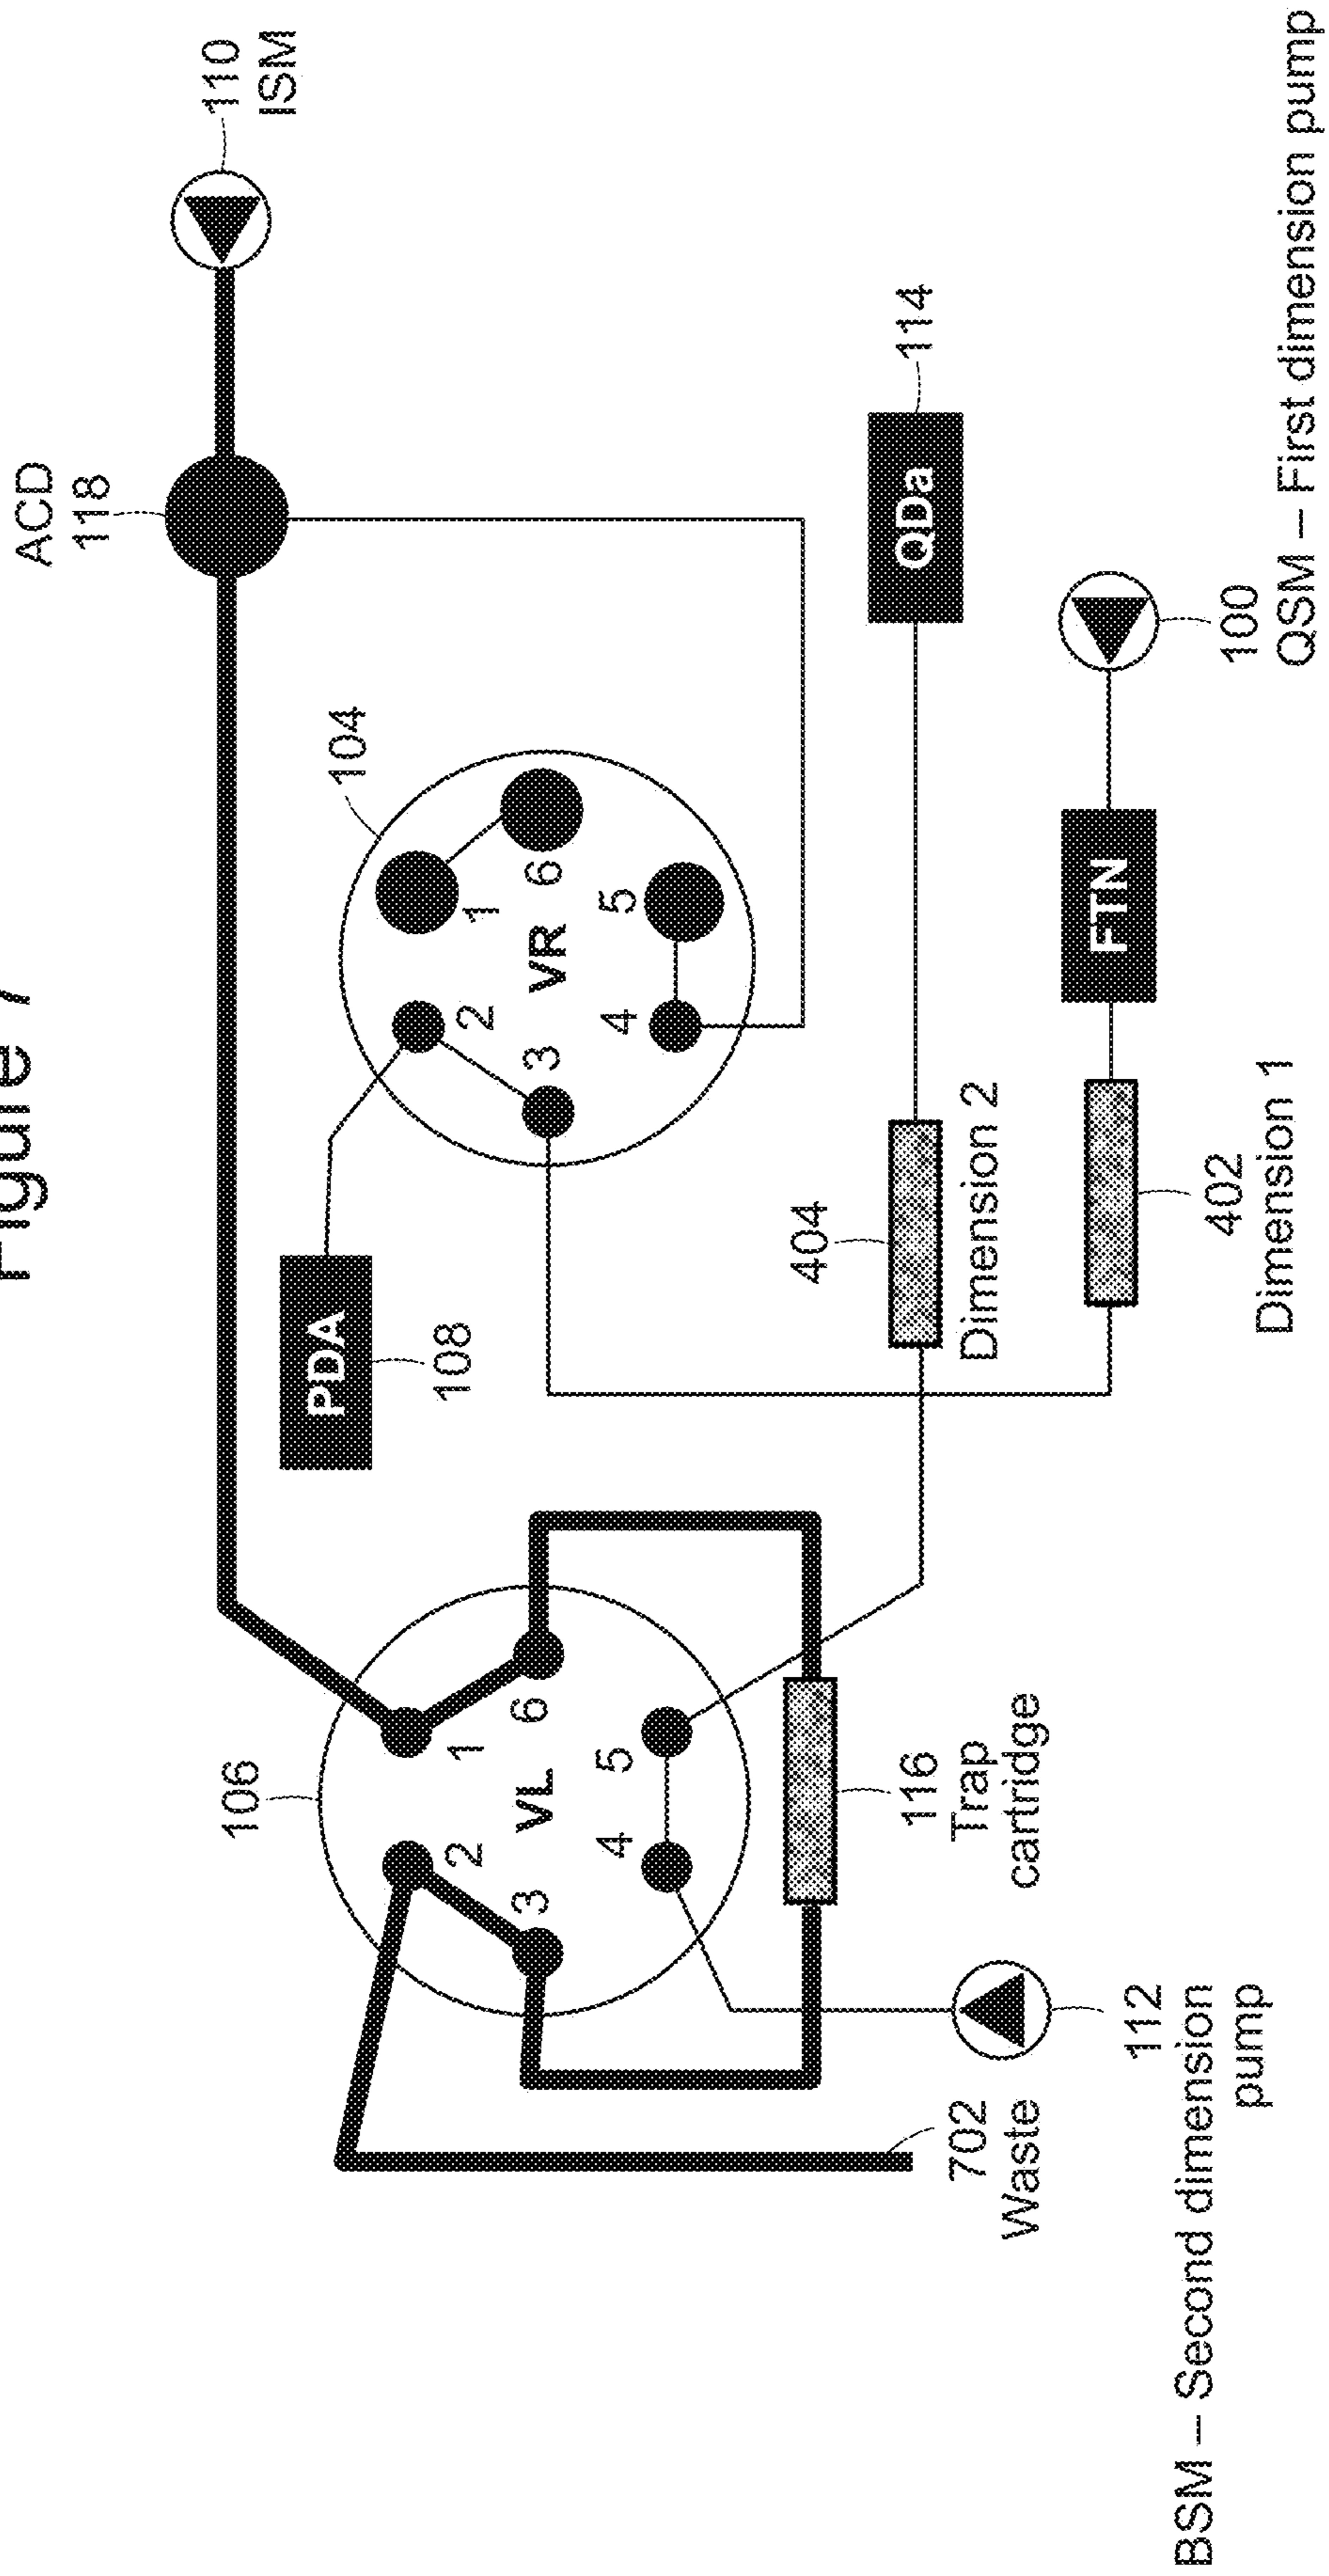 Figure 7
ACD
118
110
ISM
104
1
6
2
VR
5
3
4
PDA
108
QDa
114
106
1
6
2
VL
5
3
4
404
Dimension 2
FTN
100
QSM – First dimension pump
402
Dimension 1
116
Trap
cartridge
112
BSM – Second dimension
pump
702
Waste